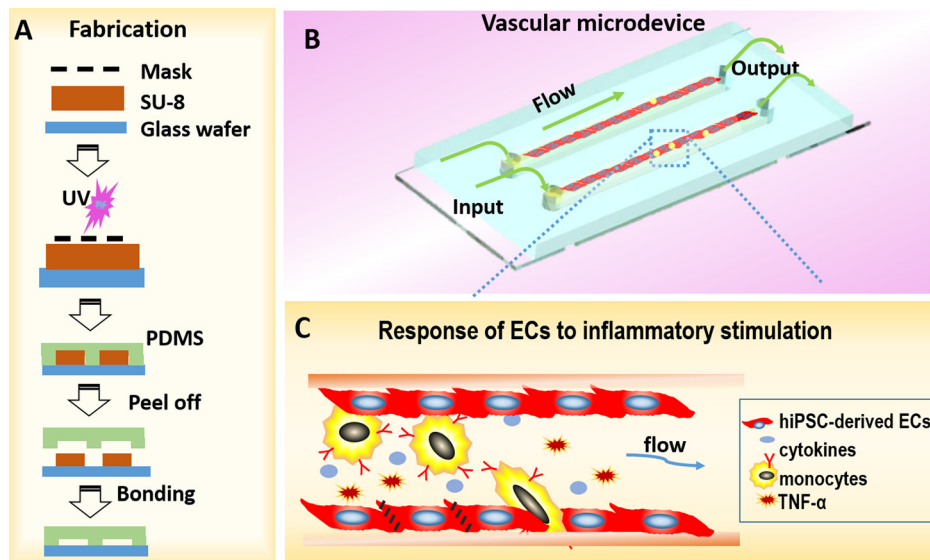 A
Fabrication
Mask
SU-8
Glass wafer
UV
PDMS
Peel off
Bonding
B
Vascular microdevice
Flow
Output
Input
C
Response of ECs to inflammatory stimulation
flow
hiPSC-derived ECs
cytokines
monocytes
TNF-α